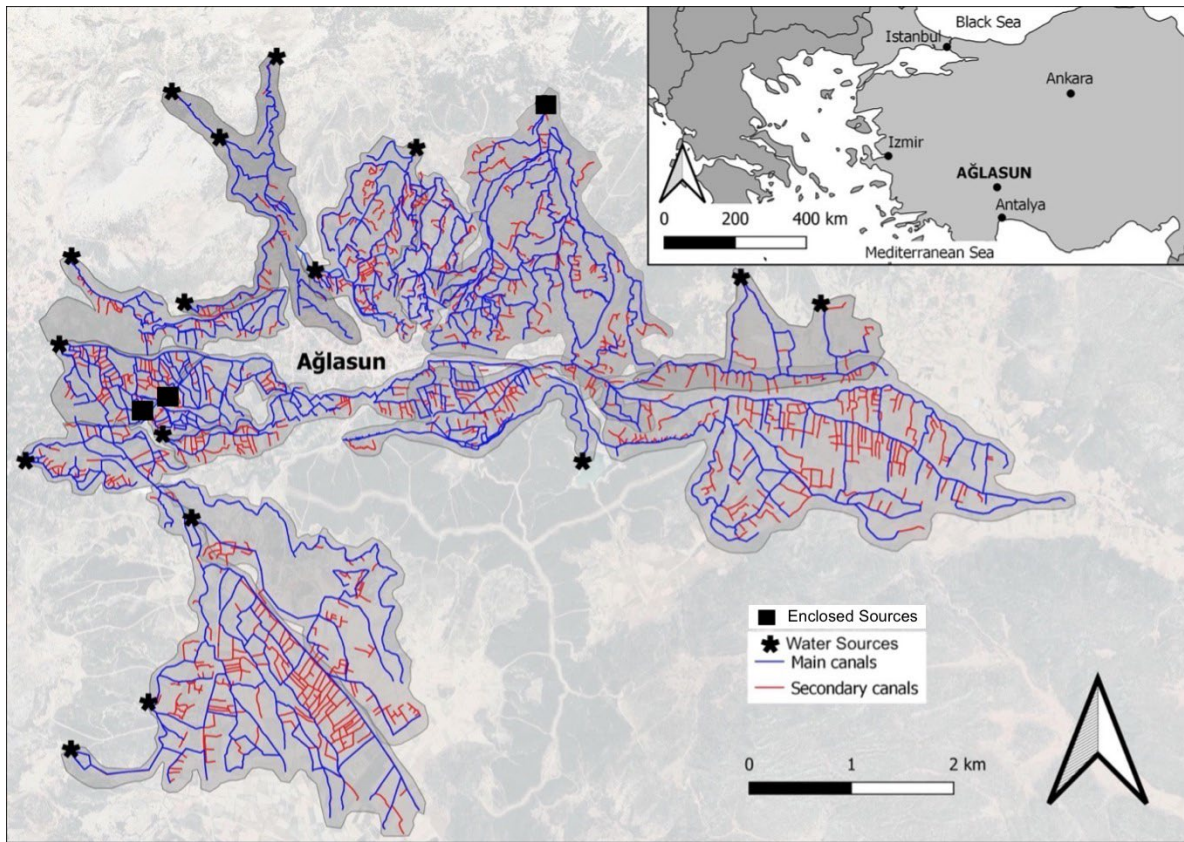 Black Sea
Istanbul
Ankara
Izmir
AĞLASUN
Antalya
0 200 400 km
Mediterranean Sea
Ağlasun
Enclosed Sources
Water Sources
Main canals
Secondary canals
0 1 2 km